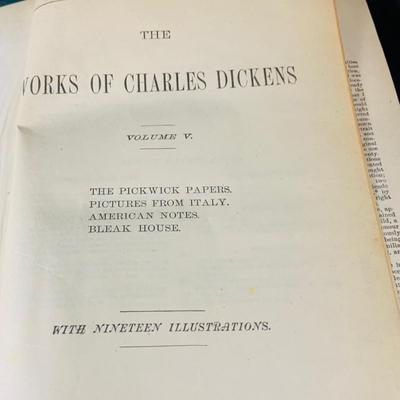 THE
WORKS OF CHARLES DICKENS
VOLUME V.
THE PICKWICK PAPERS.
PICTURES FROM ITALY.
AMERICAN NOTES.
BLEAK HOUSE.
WITH NINETEEN ILLUSTRATIONS.